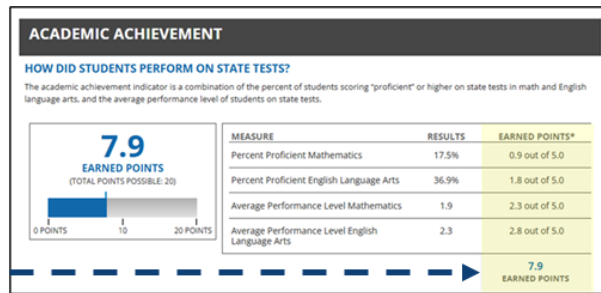 ACADEMIC ACHIEVEMENT
HOW DID STUDENTS PERFORM ON STATE TESTS?
The academic achievement indicator is a combination of the percent of students scoring "proficient" or higher on state tests in math and English
language arts, and the average performance level of students on state tests.
7.9
EARNED POINTS
(TOTAL POINTS POSSIBLE: 20)
0 POINTS 10 20 POINTS
MEASURE RESULTS EARNED POINTS*
Percent Proficient Mathematics 17.5% 0.9 out of 5.0
Percent Proficient English Language Arts 36.9% 1.8 out of 5.0
Average Performance Level Mathematics 1.9 2.3 out of 5.0
Average Performance Level English 2.3 2.8 out of 5.0
Language Arts
7.9
EARNED POINTS